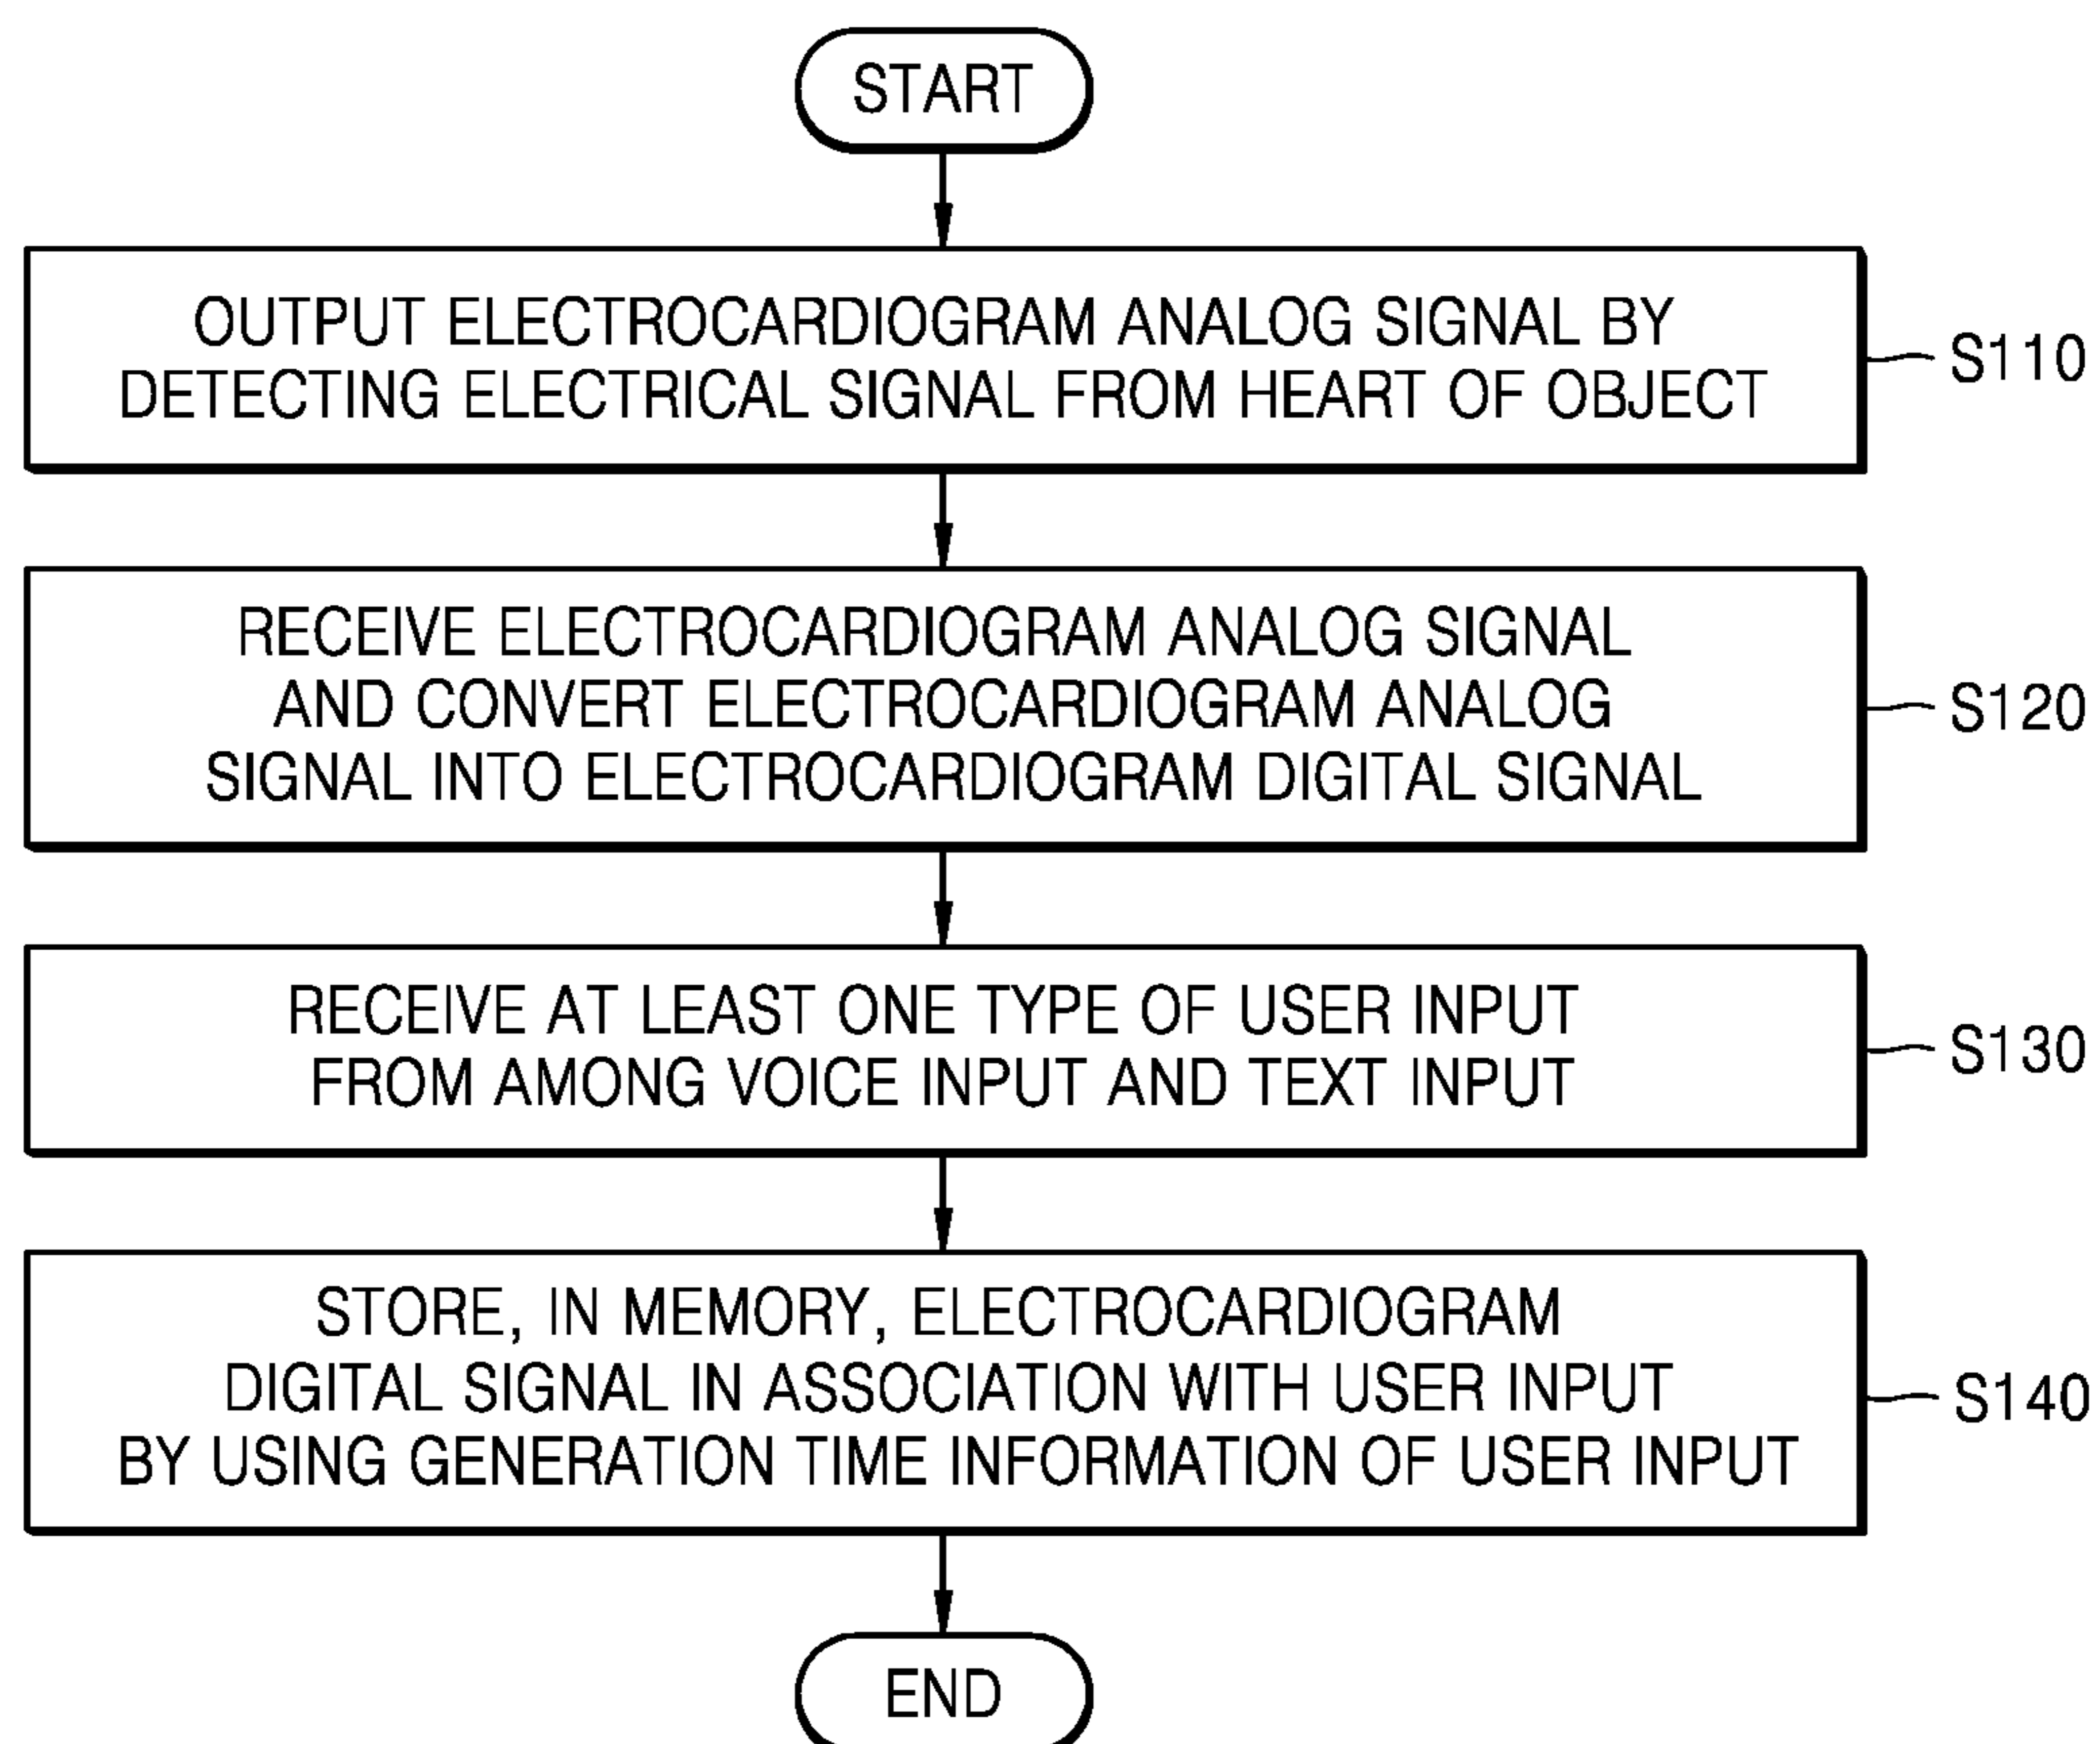 START
OUTPUT ELECTROCARDIOGRAM ANALOG SIGNAL BY
DETECTING ELECTRICAL SIGNAL FROM HEART OF OBJECT
S110
RECEIVE ELECTROCARDIOGRAM ANALOG SIGNAL
AND CONVERT ELECTROCARDIOGRAM ANALOG
SIGNAL INTO ELECTROCARDIOGRAM DIGITAL SIGNAL
S120
RECEIVE AT LEAST ONE TYPE OF USER INPUT
FROM AMONG VOICE INPUT AND TEXT INPUT
S130
STORE, IN MEMORY, ELECTROCARDIOGRAM
DIGITAL SIGNAL IN ASSOCIATION WITH USER INPUT
BY USING GENERATION TIME INFORMATION OF USER INPUT
S140
END